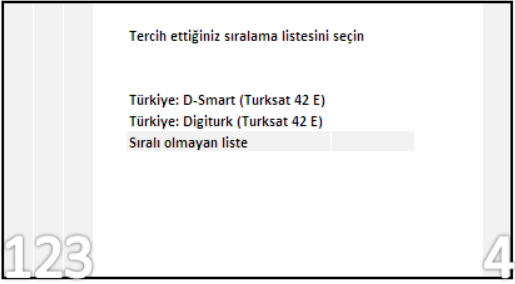 Tercih ettiğiniz sıralama listesini seçin
Türkiye: D-Smart (Turksat 42 E)
Türkiye: Digiturk (Turksat 42 E)
Sıralı olmayan liste
123
4